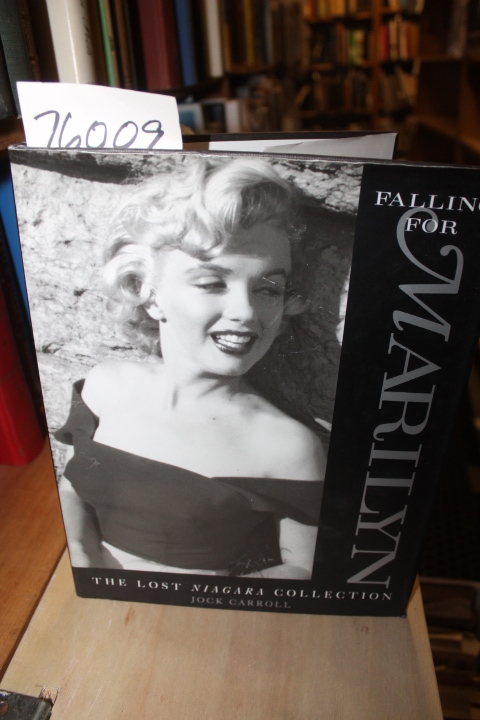 76009
FALLING
FOR
MARILYN
THE LOST NIAGARA COLLECTION
JOCK CARROLL